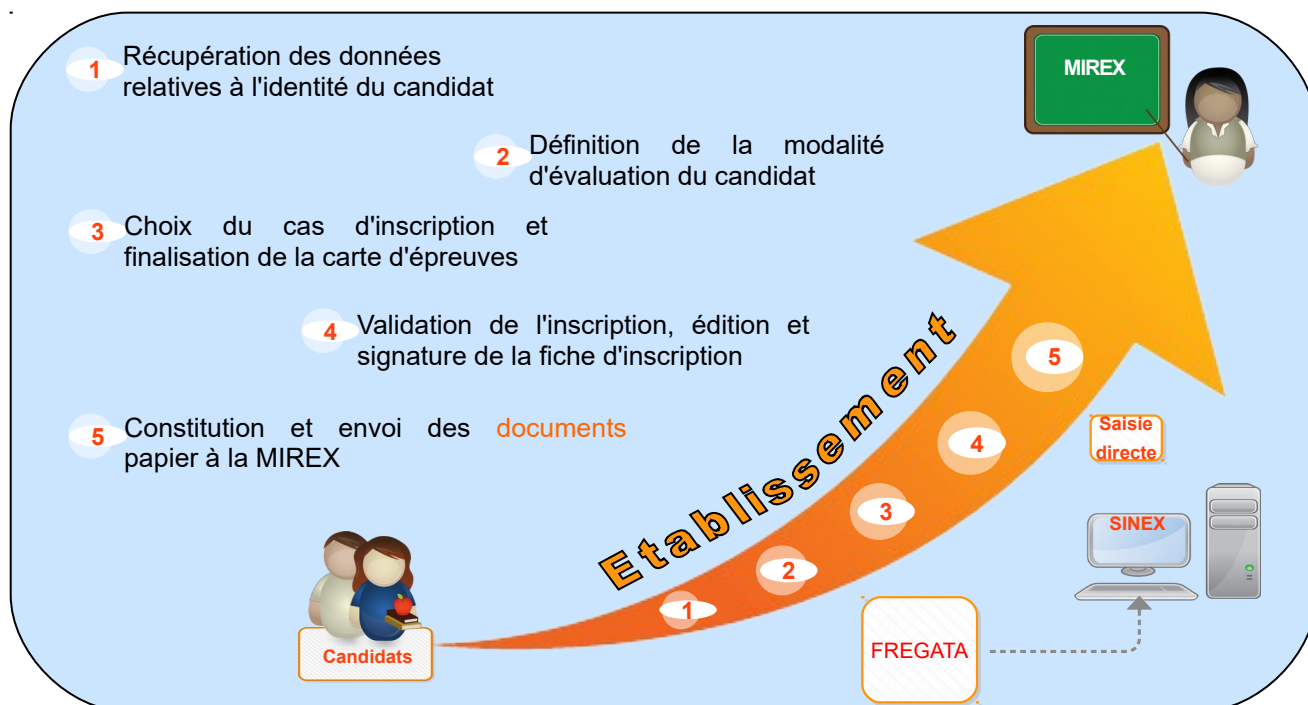 1 Récupération des données
relatives à l'identité du candidat
2 Définition de la modalité
d'évaluation du candidat
3 Choix du cas d'inscription et
finalisation de la carte d'épreuves
4 Validation de l'inscription, édition et
signature de la fiche d'inscription
5 Constitution et envoi des documents
papier à la MIREX
MIREX
Etablissement
1
2
3
4
5
Saisie
directe
SINEX
FREGATA
Candidats